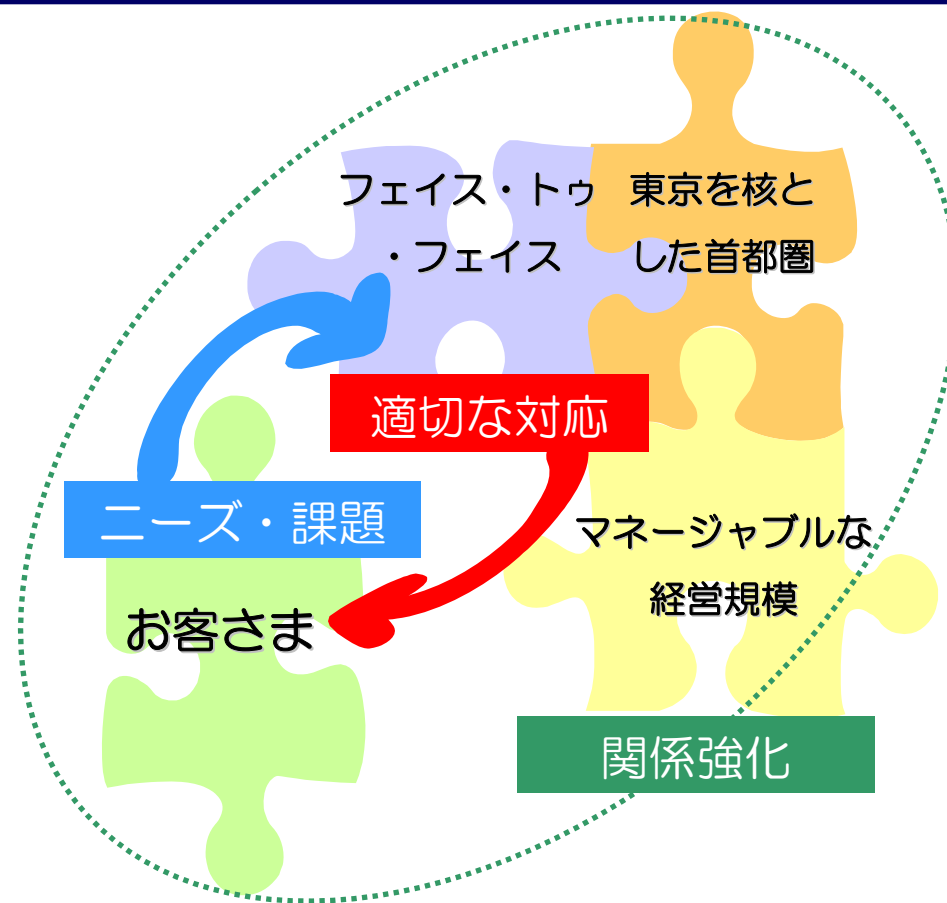 フェイス・トゥ
・フェイス
東京を核と
した首都圏
適切な対応
ニーズ・課題
マネージャブルな
経営規模
お客さま
関係強化